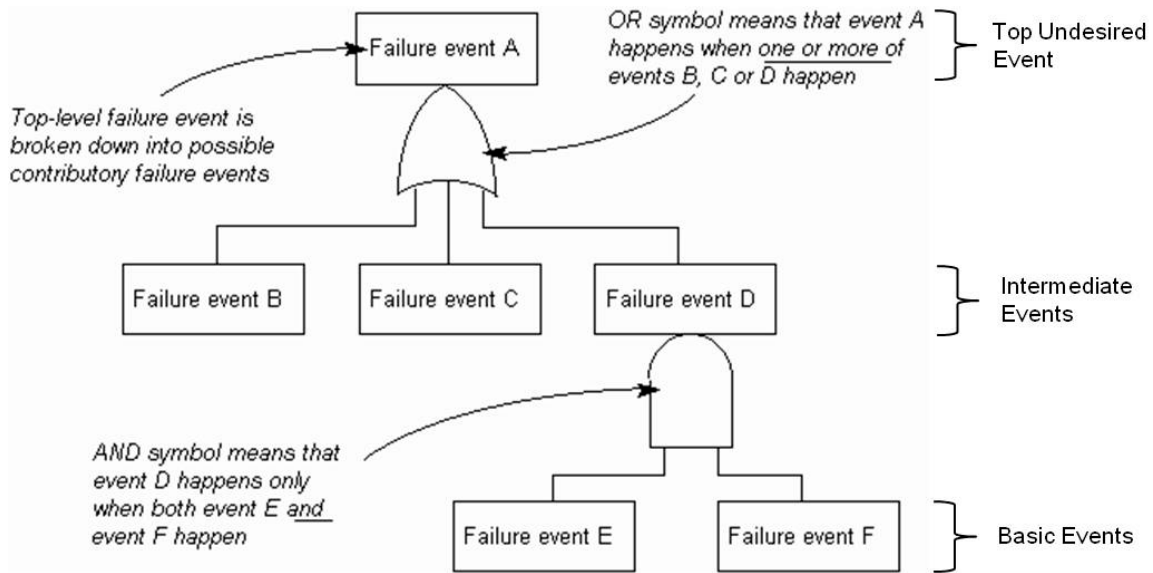 Failure event A
OR symbol means that event A
happens when one or more of
events B, C or D happen
Top Undesired
Event
Top-level failure event is
broken down into possible
contributory failure events
Failure event B
Failure event C
Failure event D
Intermediate
Events
AND symbol means that
event D happens only
when both event E and
event F happen
Failure event E
Failure event F
Basic Events